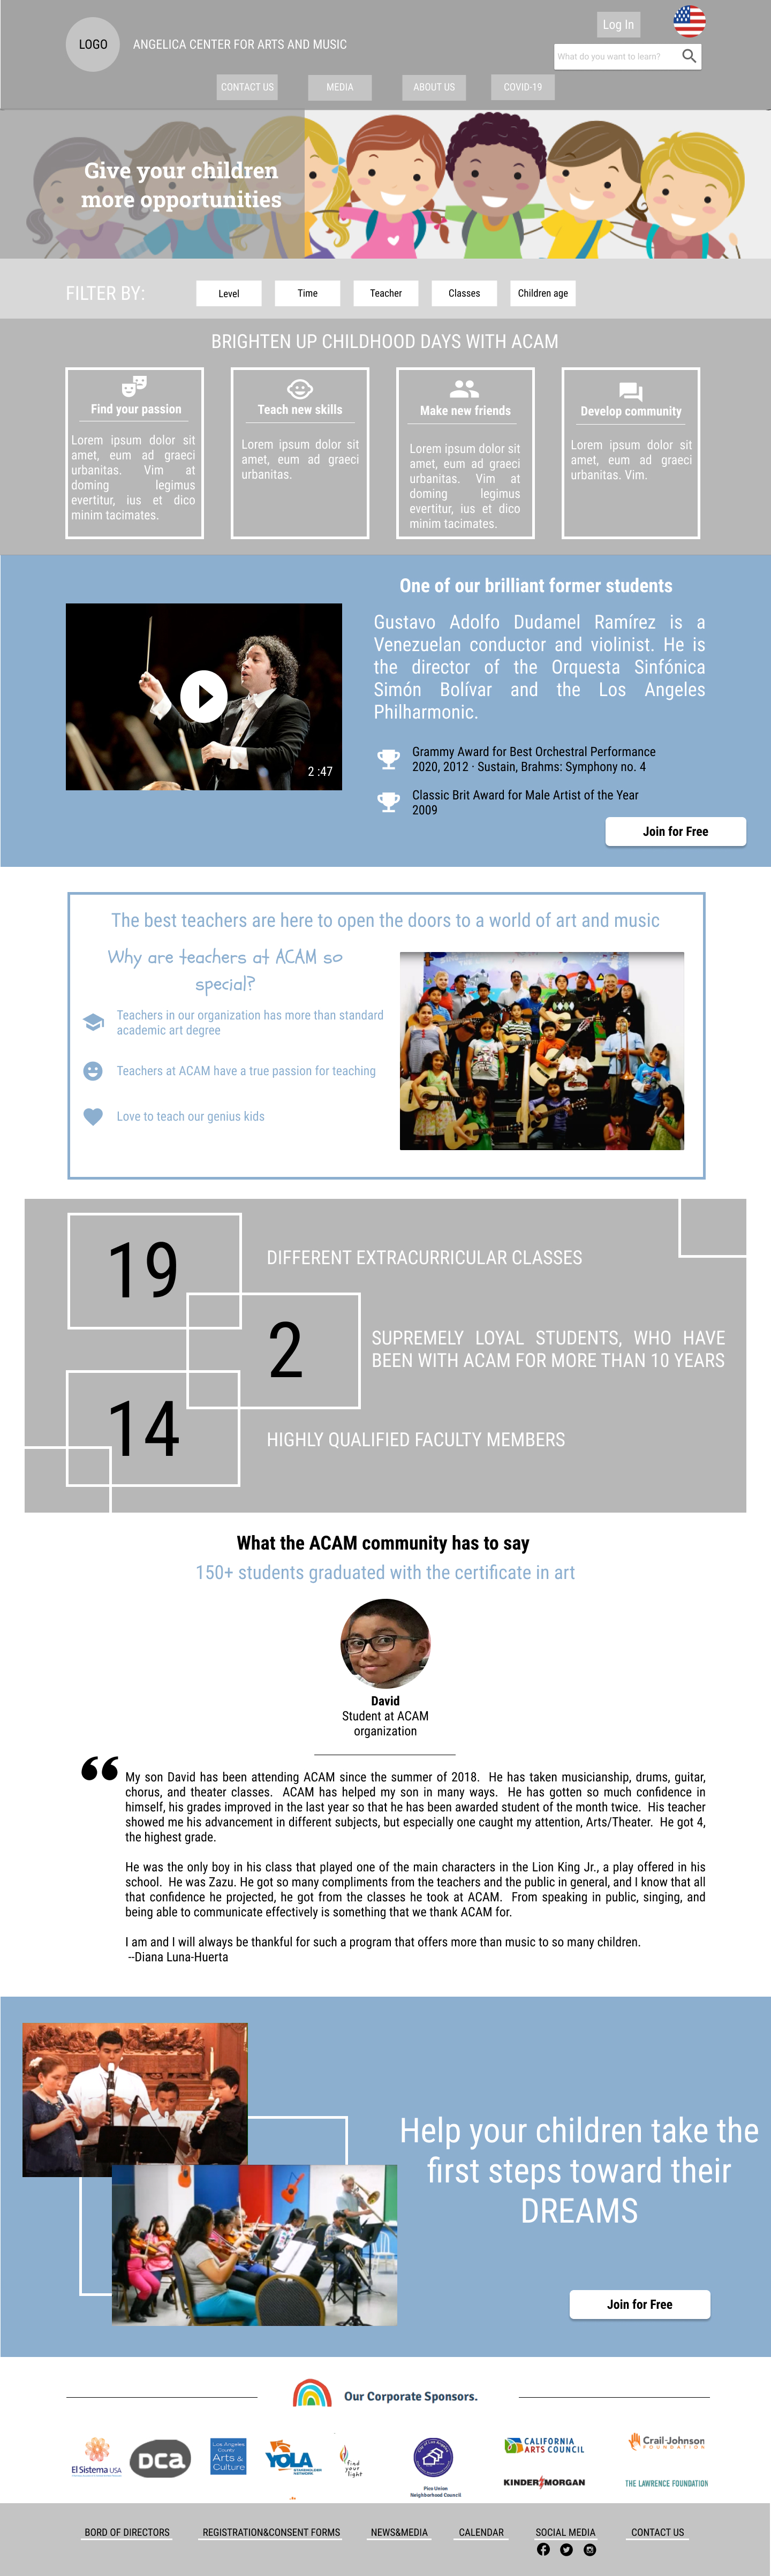 LOGO
ANGELICA CENTER FOR ARTS AND MUSIC
Log In
What do you want to learn?
CONTACT US
MEDIA
ABOUT US
COVID-19
Give your children
more opportunities
FILTER BY:
Level
Time
Teacher
Classes
Children age
BRIGHTEN UP CHILDHOOD DAYS WITH ACAM
Find your passion
Lorem ipsum dolor sit
amet, eum ad graeci
urbanitas. Vim at
doming legimus
evertitur, ius et dico
minim tacimates.
Teach new skills
Lorem ipsum dolor sit
amet, eum ad graeci
urbanitas.
Make new friends
Lorem ipsum dolor sit
amet, eum ad graeci
urbanitas. Vim at
doming legimus
evertitur, ius et dico
minim tacimates.
Develop community
Lorem ipsum dolor sit
amet, eum ad graeci
urbanitas. Vim.
One of our brilliant former students
2 :47
Gustavo Adolfo Dudamel Ramírez is a
Venezuelan conductor and violinist. He is
the director of the Orquesta Sinfónica
Simón Bolívar and the Los Angeles
Philharmonic.
Grammy Award for Best Orchestral Performance
2020, 2012 · Sustain, Brahms: Symphony no. 4
Classic Brit Award for Male Artist of the Year
2009
Join for Free
The best teachers are here to open the doors to a world of art and music
Why are teachers at ACAM so
special?
Teachers in our organization has more than standard
academic art degree
Teachers at ACAM have a true passion for teaching
Love to teach our genius kids
19
DIFFERENT EXTRACURRICULAR CLASSES
2
SUPREMELY LOYAL STUDENTS, WHO HAVE
BEEN WITH ACAM FOR MORE THAN 10 YEARS
14
HIGHLY QUALIFIED FACULTY MEMBERS
What the ACAM community has to say
150+ students graduated with the certificate in art
David
Student at ACAM
organization
“
My son David has been attending ACAM since the summer of 2018. He has taken musicianship, drums, guitar,
chorus, and theater classes. ACAM has helped my son in many ways. He has gotten so much confidence in
himself, his grades improved in the last year so that he has been awarded student of the month twice. His teacher
showed me his advancement in different subjects, but especially one caught my attention, Arts/Theater. He got 4,
the highest grade.
He was the only boy in his class that played one of the main characters in the Lion King Jr., a play offered in his
school. He was Zazu. He got so many compliments from the teachers and the public in general, and I know that all
that confidence he projected, he got from the classes he took at ACAM. From speaking in public, singing, and
being able to communicate effectively is something that we thank ACAM for.
I am and I will always be thankful for such a program that offers more than music to so many children.
--Diana Luna-Huerta
Help your children take the
first steps toward their
DREAMS
Join for Free
Our Corporate Sponsors.
El Sistema USA
DCa
Los Angeles
County
Arts &
Culture
YOLA
STAKEHOLDER
NETWORK
find
your
light
Pico Union
Neighborhood Council
CALIFORNIA
ARTS COUNCIL
KINDER MORGAN
Crail-Johnson
FOUNDATION
THE LAWRENCE FOUNDATION
BORD OF DIRECTORS
REGISTRATION&CONSENT FORMS
NEWS&MEDIA
CALENDAR
SOCIAL MEDIA
CONTACT US